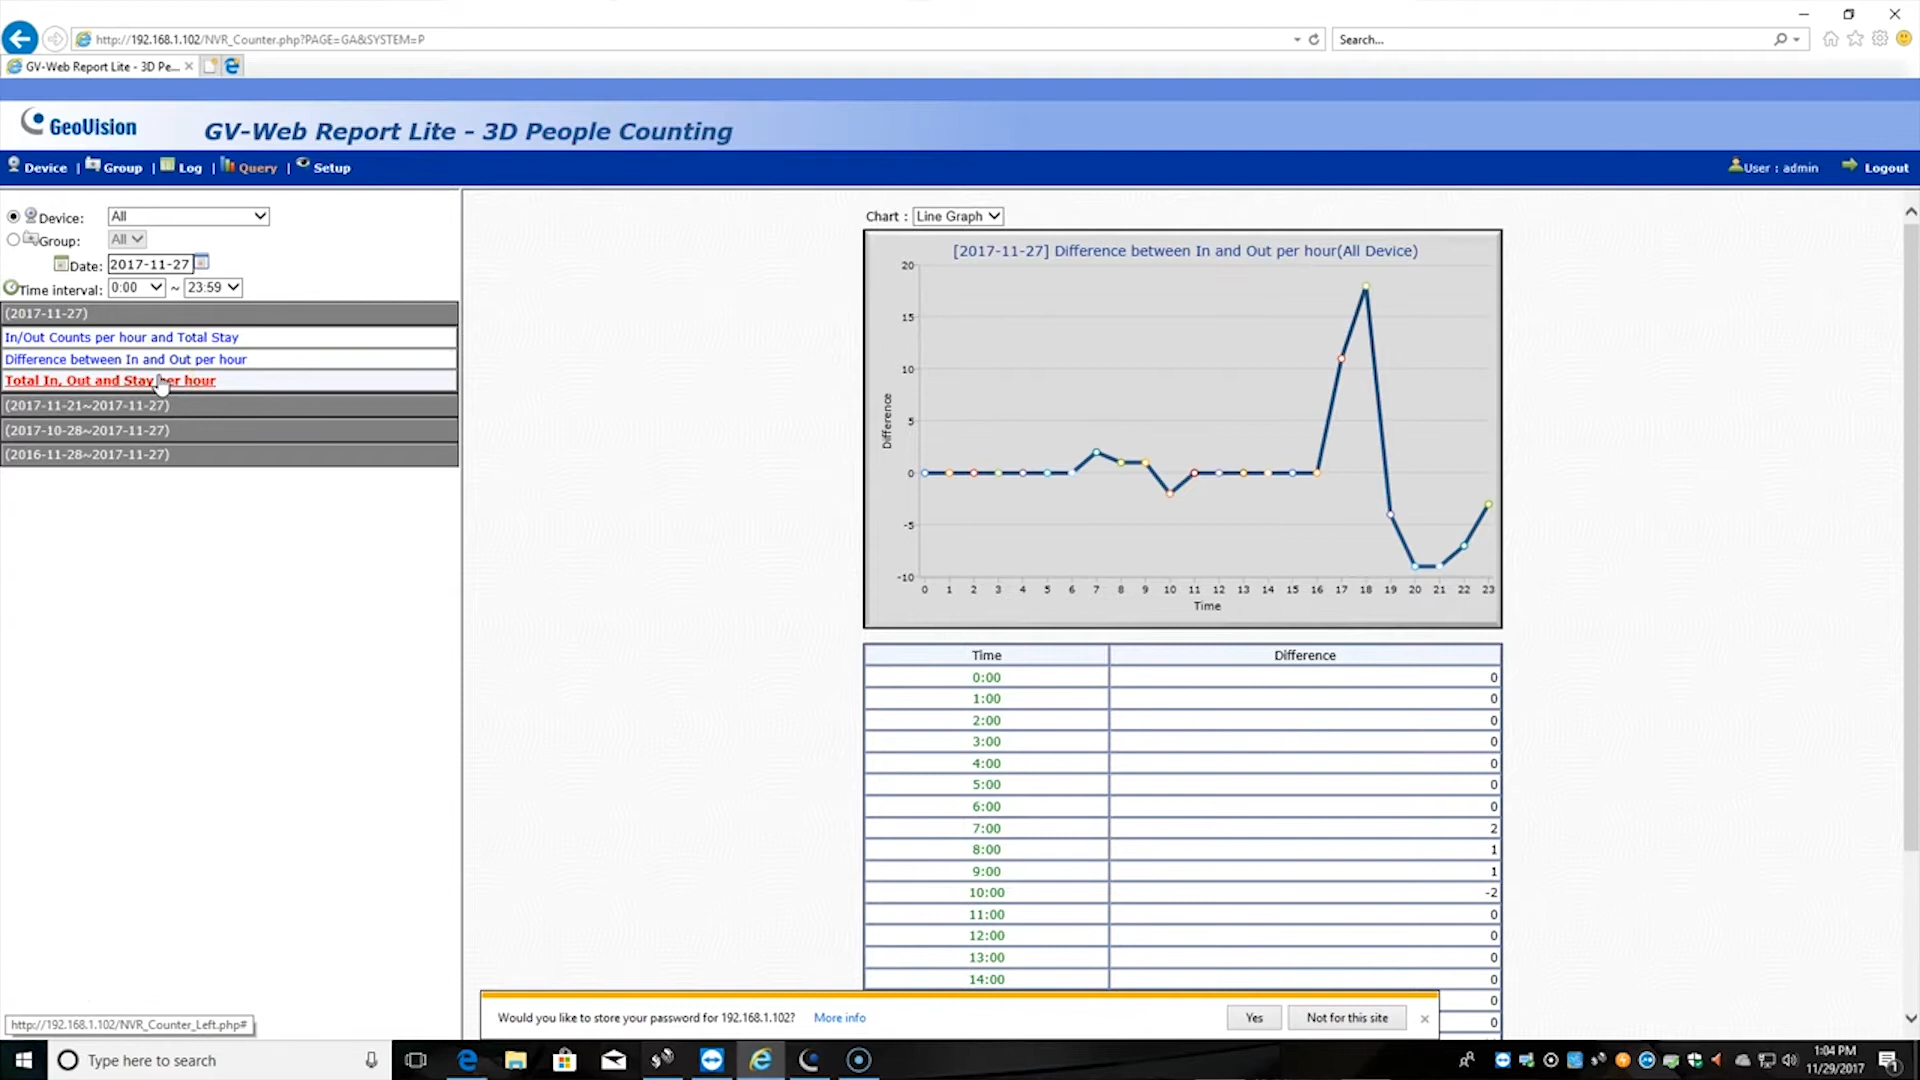 http://192.168.1.102/NVR_Counter.php?PAGE=GA&SYSTEM=P
Search...
GV-Web Report Lite - 3D Pe...
GeoVision
GV-Web Report Lite - 3D People Counting
Device | Group | Log | Query | Setup
User : admin
Logout
Device: All
Group: All
Date: 2017-11-27
Time interval: 0:00 ~ 23:59
(2017-11-27)
In/Out Counts per hour and Total Stay
Difference between In and Out per hour
Total In, Out and Stay per hour
(2017-11-21~2017-11-27)
(2017-10-28~2017-11-27)
(2016-11-28~2017-11-27)
Chart : Line Graph
[2017-11-27] Difference between In and Out per hour(All Device)
20
15
10
5
0
-5
-10
Difference
0 1 2 3 4 5 6 7 8 9 10 11 12 13 14 15 16 17 18 19 20 21 22 23
Time
Time Difference
0:00 0
1:00 0
2:00 0
3:00 0
4:00 0
5:00 0
6:00 0
7:00 2
8:00 1
9:00 1
10:00 -2
11:00 0
12:00 0
13:00 0
14:00 0
0
0
Would you like to store your password for 192.168.1.102? More info
Yes
Not for this site
http://192.168.1.102/NVR_Counter_Left.php#
Type here to search
1:04 PM
11/29/2017
1